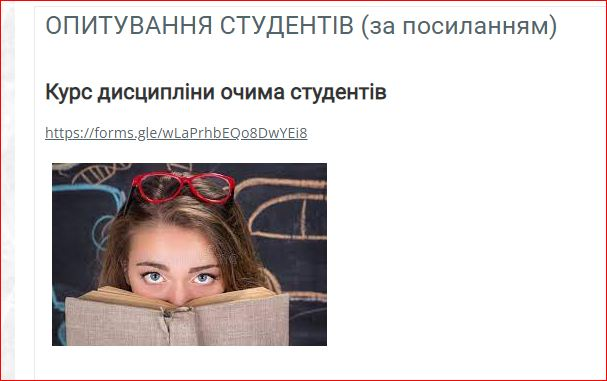 ОПИТУВАННЯ СТУДЕНТІВ (за посиланням)
Курс дисципліни очима студентів
https://forms.gle/wLaPrhbEQo8DwYEi8